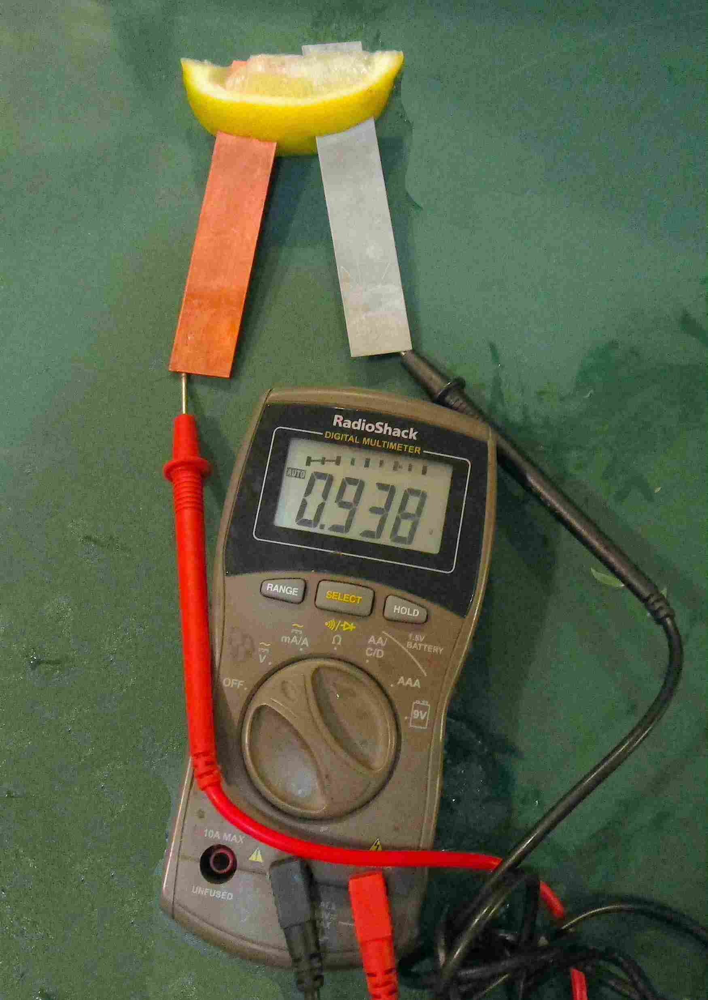 RadioShack
DIGITAL MULTIMETER
AUTO
0.938
RANGE
SELECT
HOLD
V
mA/A
Ω
AA/
C/D
1.5V
BATTERY
OFF
AAA
9V
10A MAX
UNFUSED